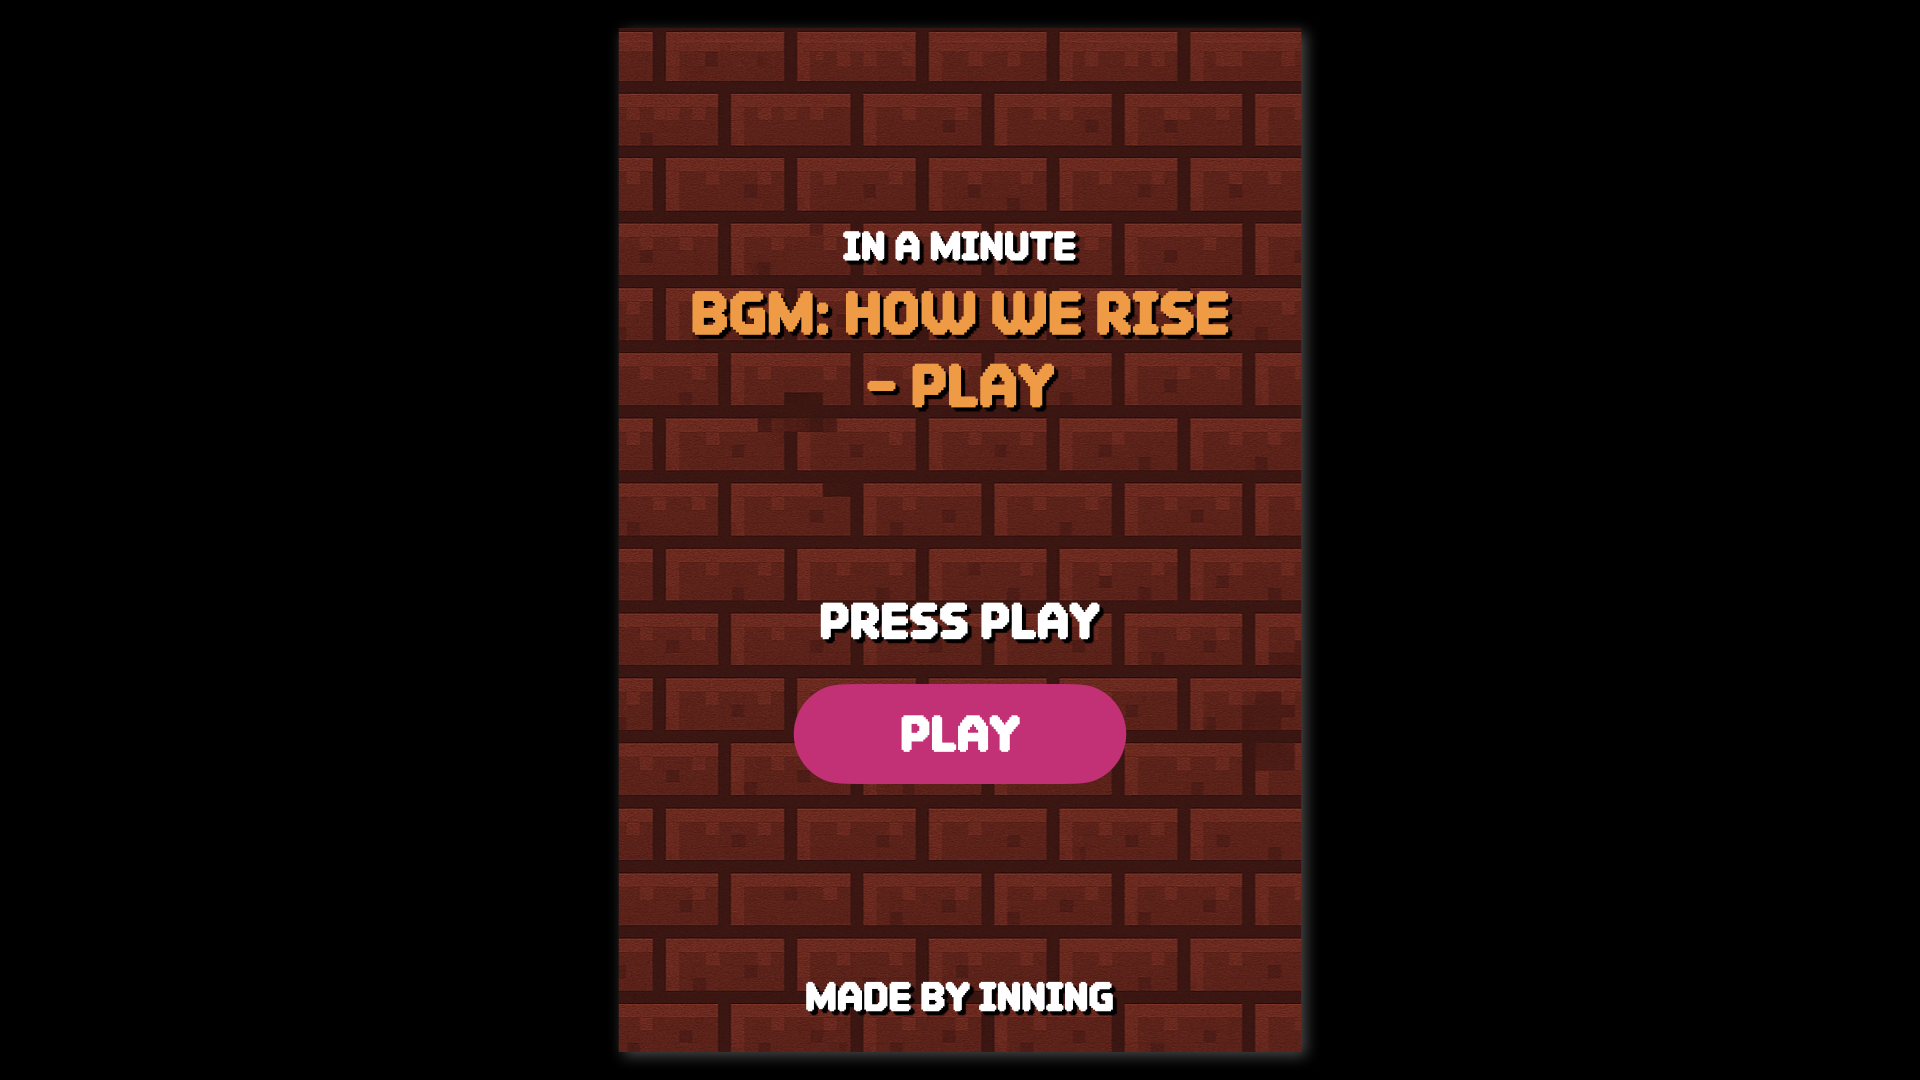 IN A MINUTE
BGM: HOW WE RISE
- PLAY
PRESS PLAY
PLAY
MADE BY INNING